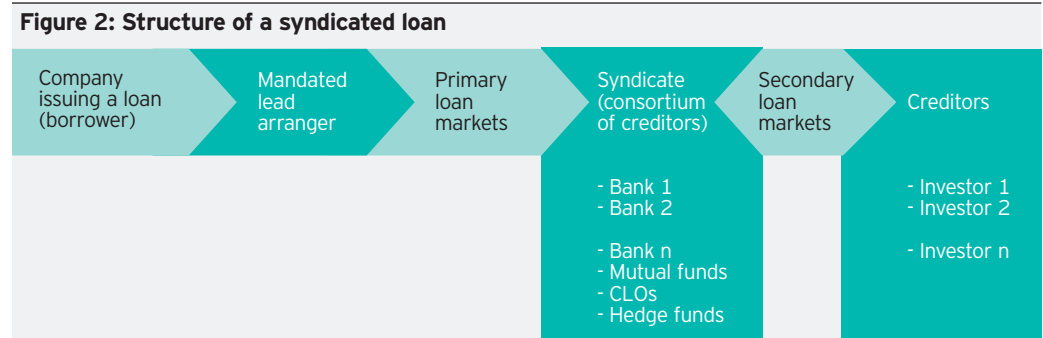 Figure 2: Structure of a syndicated loan
Company
issuing a loan
(borrower)
Mandated
lead
arranger
Primary
loan
markets
Syndicate
(consortium
of creditors)
Secondary
loan
markets
Creditors
- Bank 1
- Bank 2
- Bank n
- Mutual funds
- CLOs
- Hedge funds
- Investor 1
- Investor 2
- Investor n